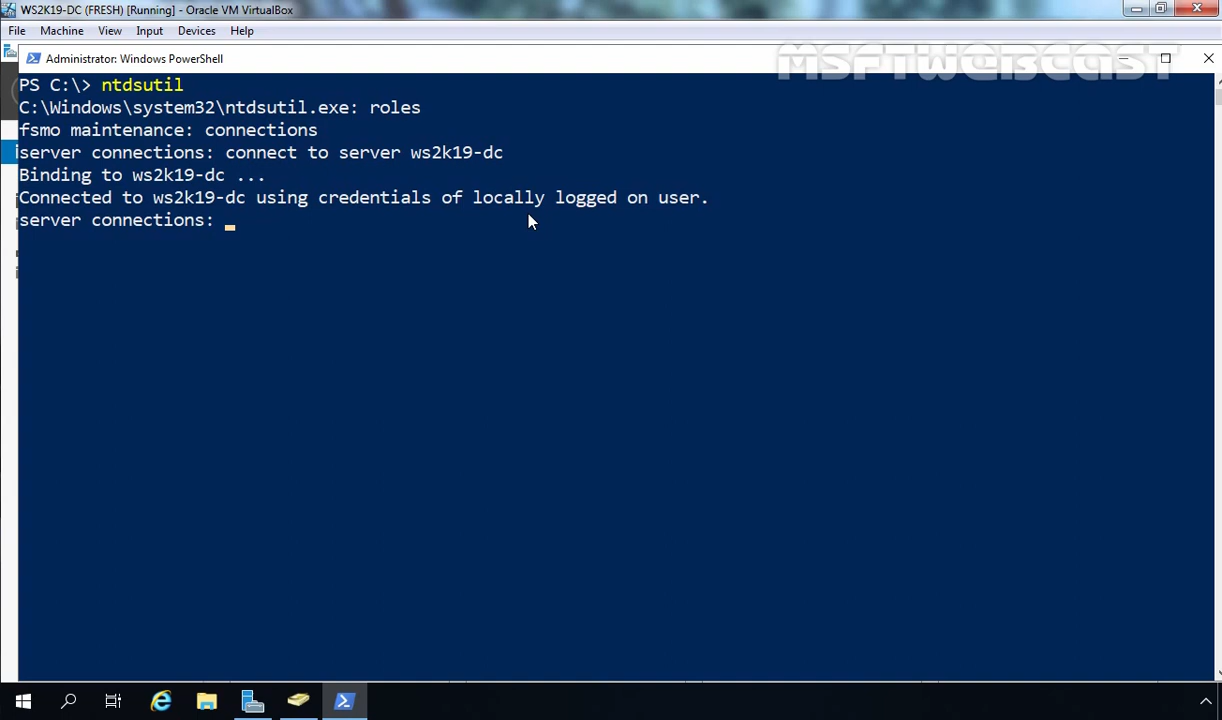 WS2K19-DC (FRESH) [Running] - Oracle VM VirtualBox
File Machine View Input Devices Help
Administrator: Windows PowerShell
MSFTWEBCAST
PS C:\> ntdsutil
C:\Windows\system32\ntdsutil.exe: roles
fsmo maintenance: connections
server connections: connect to server ws2k19-dc
Binding to ws2k19-dc ...
Connected to ws2k19-dc using credentials of locally logged on user.
server connections: